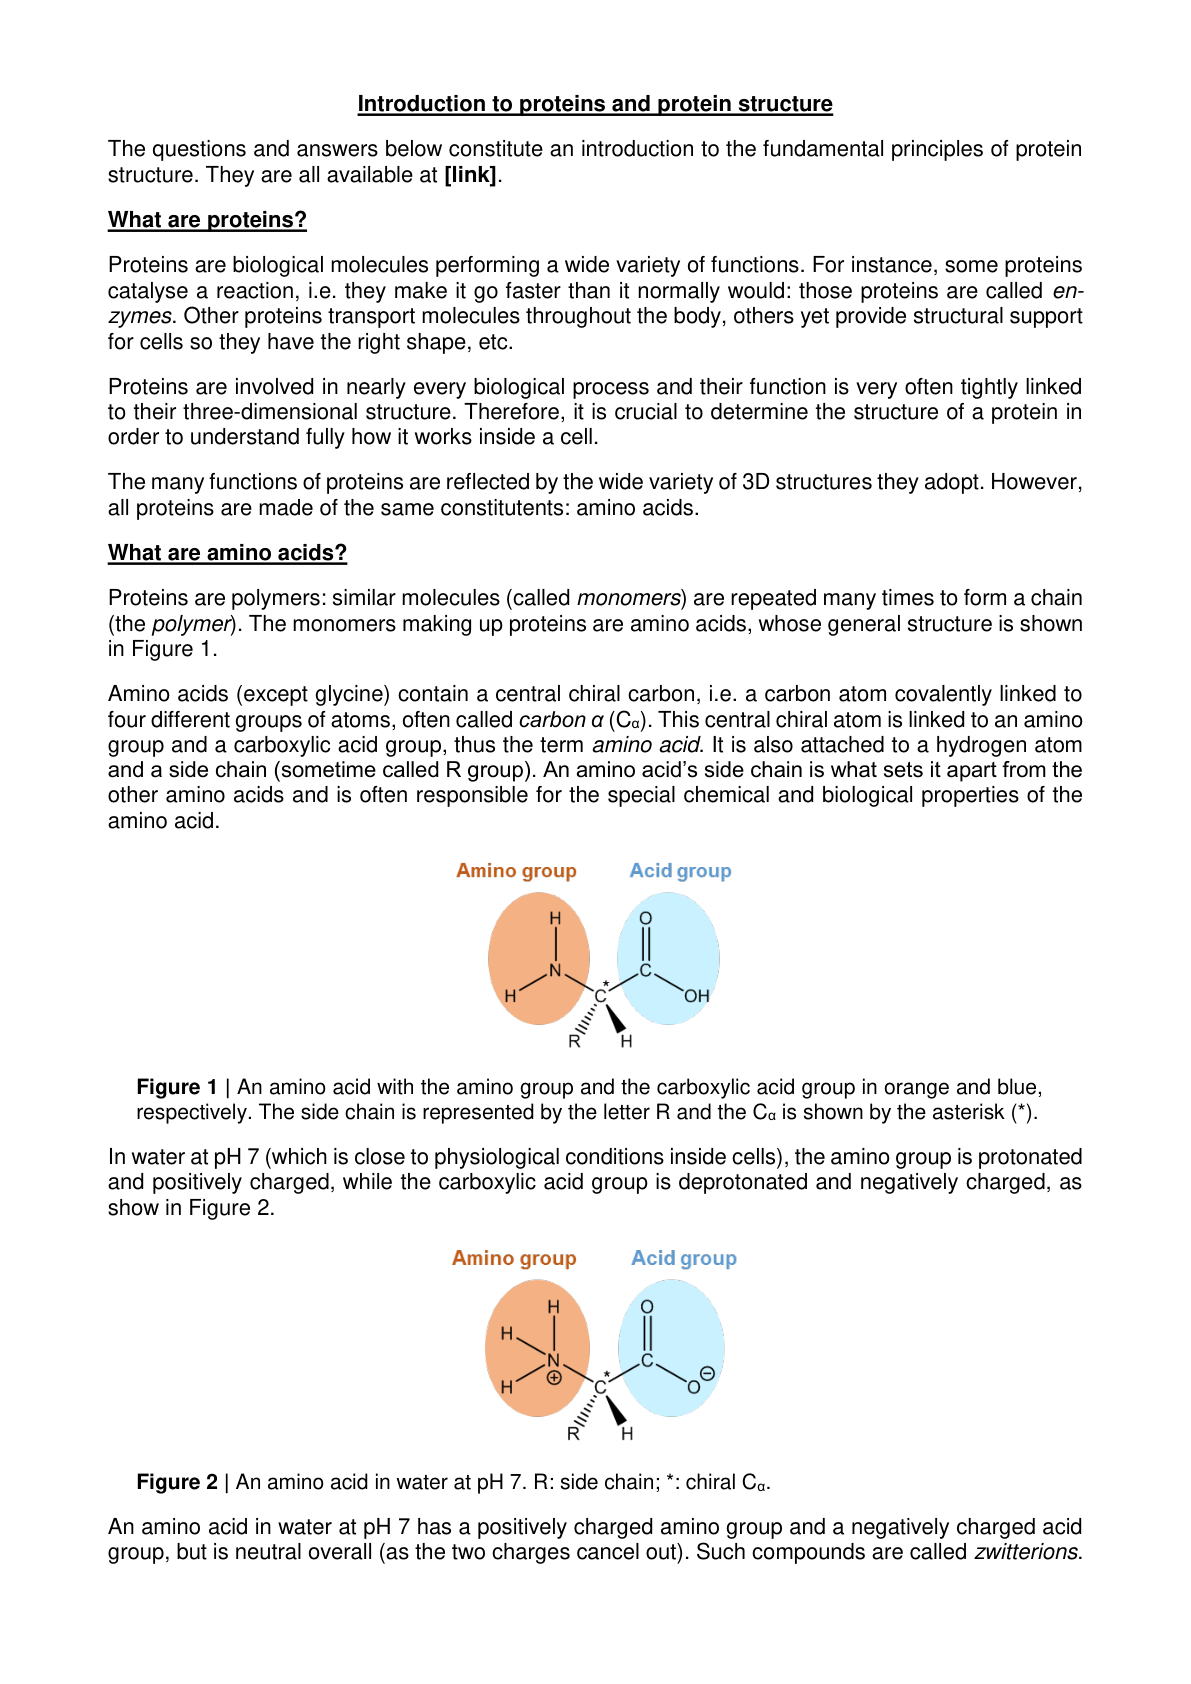 Introduction to proteins and protein structure
The questions and answers below constitute an introduction to the fundamental principles of protein
structure. They are all available at [link].
What are proteins?
Proteins are biological molecules performing a wide variety of functions. For instance, some proteins
catalyse a reaction, i.e. they make it go faster than it normally would: those proteins are called en-
zymes. Other proteins transport molecules throughout the body, others yet provide structural support
for cells so they have the right shape, etc.
Proteins are involved in nearly every biological process and their function is very often tightly linked
to their three-dimensional structure. Therefore, it is crucial to determine the structure of a protein in
order to understand fully how it works inside a cell.
The many functions of proteins are reflected by the wide variety of 3D structures they adopt. However,
all proteins are made of the same constitutents: amino acids.
What are amino acids?
Proteins are polymers: similar molecules (called monomers) are repeated many times to form a chain
(the polymer). The monomers making up proteins are amino acids, whose general structure is shown
in Figure 1.
Amino acids (except glycine) contain a central chiral carbon, i.e. a carbon atom covalently linked to
four different groups of atoms, often called carbon α (Cα). This central chiral atom is linked to an amino
group and a carboxylic acid group, thus the term amino acid. It is also attached to a hydrogen atom
and a side chain (sometime called R group). An amino acid's side chain is what sets it apart from the
other amino acids and is often responsible for the special chemical and biological properties of the
amino acid.
Amino group Acid group
H O
N C
H C * OH
R H
Figure 1 | An amino acid with the amino group and the carboxylic acid group in orange and blue,
respectively. The side chain is represented by the letter R and the Cα is shown by the asterisk (*).
In water at pH 7 (which is close to physiological conditions inside cells), the amino group is protonated
and positively charged, while the carboxylic acid group is deprotonated and negatively charged, as
show in Figure 2.
Amino group Acid group
H O
H
N C
⊕ * ⊖
H C O
R H
Figure 2 | An amino acid in water at pH 7. R: side chain; *: chiral Cα.
An amino acid in water at pH 7 has a positively charged amino group and a negatively charged acid
group, but is neutral overall (as the two charges cancel out). Such compounds are called zwitterions.